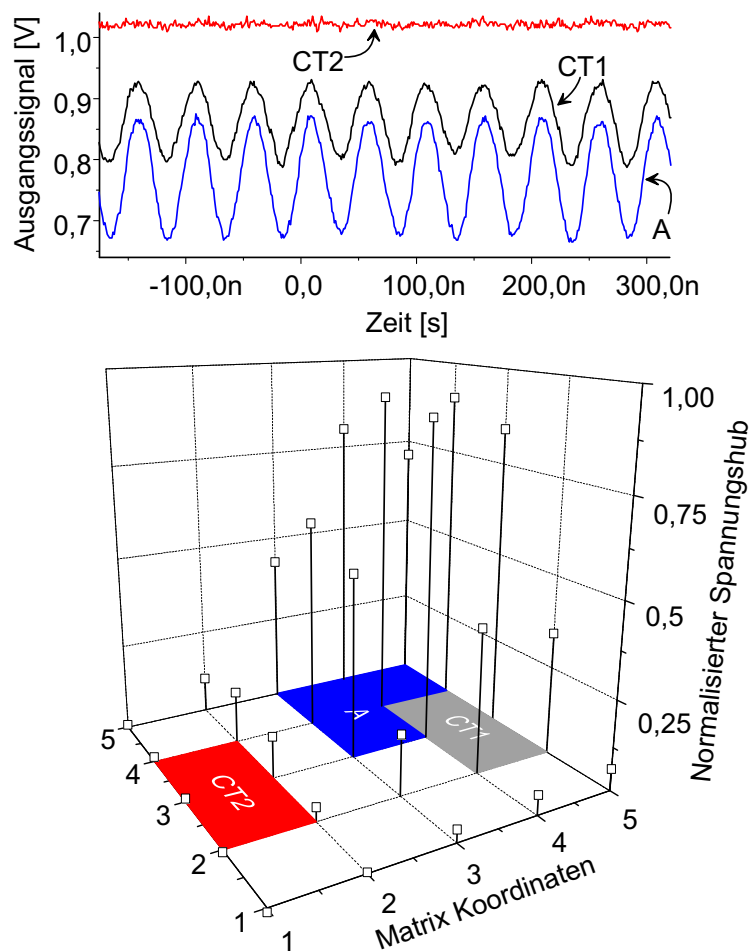 Ausgangssignal [V]
1,0
0,9
0,8
0,7
CT2
CT1
A
-100,0n
0,0
100,0n
200,0n
300,0n
Zeit [s]
1,00
0,75
0,5
0,25
Normalisierter Spannungshub
A
CT1
CT2
5
4
3
2
1
1
2
3
4
5
Matrix Koordinaten